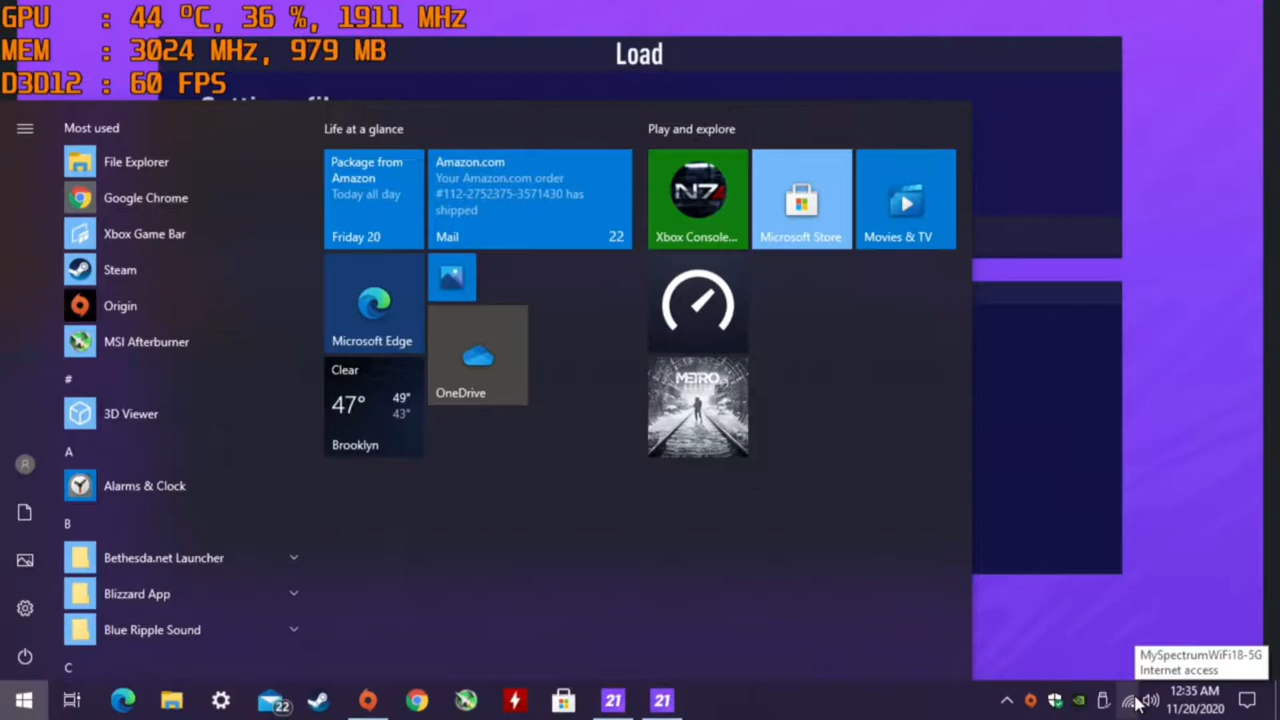 GPU : 44 ºC, 36 %, 1911 MHz
MEM : 3024 MHz, 979 MB
D3D12 : 60 FPS
Load
Most used
File Explorer
Google Chrome
Xbox Game Bar
Steam
Origin
MSI Afterburner
#
3D Viewer
A
Alarms & Clock
B
Bethesda.net Launcher
Blizzard App
Blue Ripple Sound
C
Life at a glance
Package from
Amazon
Today all day
Friday 20
Amazon.com
Your Amazon.com order
#112-2752375-3571430 has
shipped
Mail 22
Microsoft Edge
OneDrive
Clear
47° 49°
43°
Brooklyn
Play and explore
N7
Xbox Console...
Microsoft Store
Movies & TV
METRO
MySpectrumWiFi18-5G
Internet access
22
21
21
12:35 AM
11/20/2020